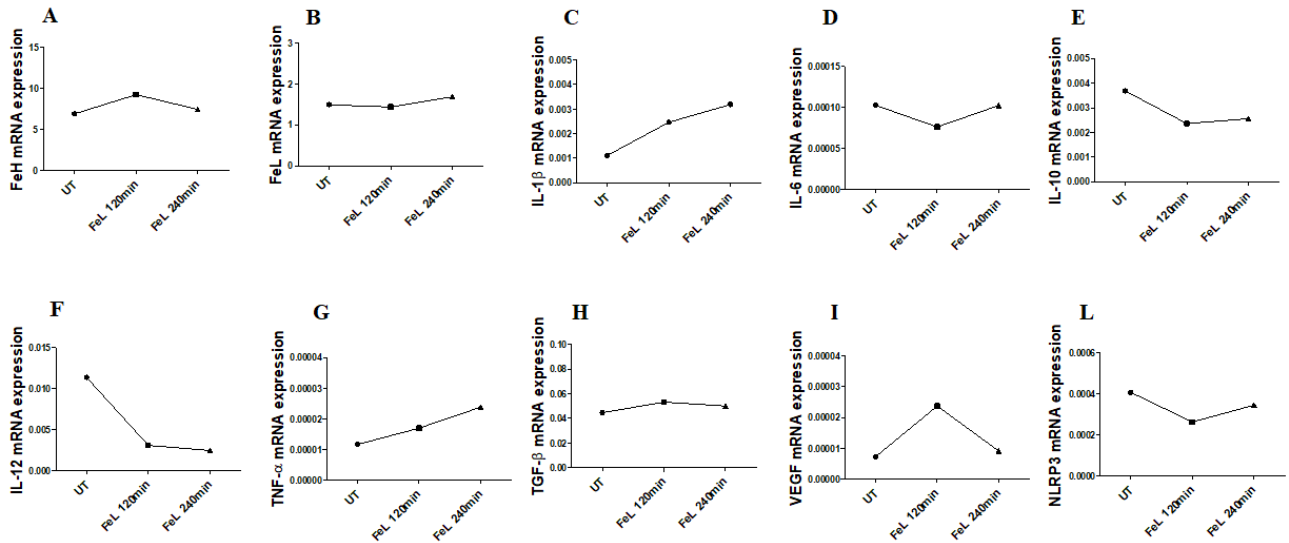 A
FeH mRNA expression
15
10
5
0
UT
FeL 120min
FeL 240min
B
FeL mRNA expression
3
2
1
0
UT
FeL 120min
FeL 240min
C
IL-1β mRNA expression
0.005
0.004
0.003
0.002
0.001
0.000
UT
FeL 120min
FeL 240min
D
IL-6 mRNA expression
0.00015
0.00010
0.00005
0.00000
UT
FeL 120min
FeL 240min
E
IL-10 mRNA expression
0.005
0.004
0.003
0.002
0.001
0.000
UT
FeL 120min
FeL 240min
F
IL-12 mRNA expression
0.015
0.010
0.005
0.000
UT
FeL 120min
FeL 240min
G
TNF-α mRNA expression
0.00004
0.00003
0.00002
0.00001
0.00000
UT
FeL 120min
FeL 240min
H
TGF-β mRNA expression
0.10
0.08
0.06
0.04
0.02
0.00
UT
FeL 120min
FeL 240min
I
VEGF mRNA expression
0.00004
0.00003
0.00002
0.00001
0.00000
UT
FeL 120min
FeL 240min
L
NLRP3 mRNA expression
0.0006
0.0004
0.0002
0.0000
UT
FeL 120min
FeL 240min